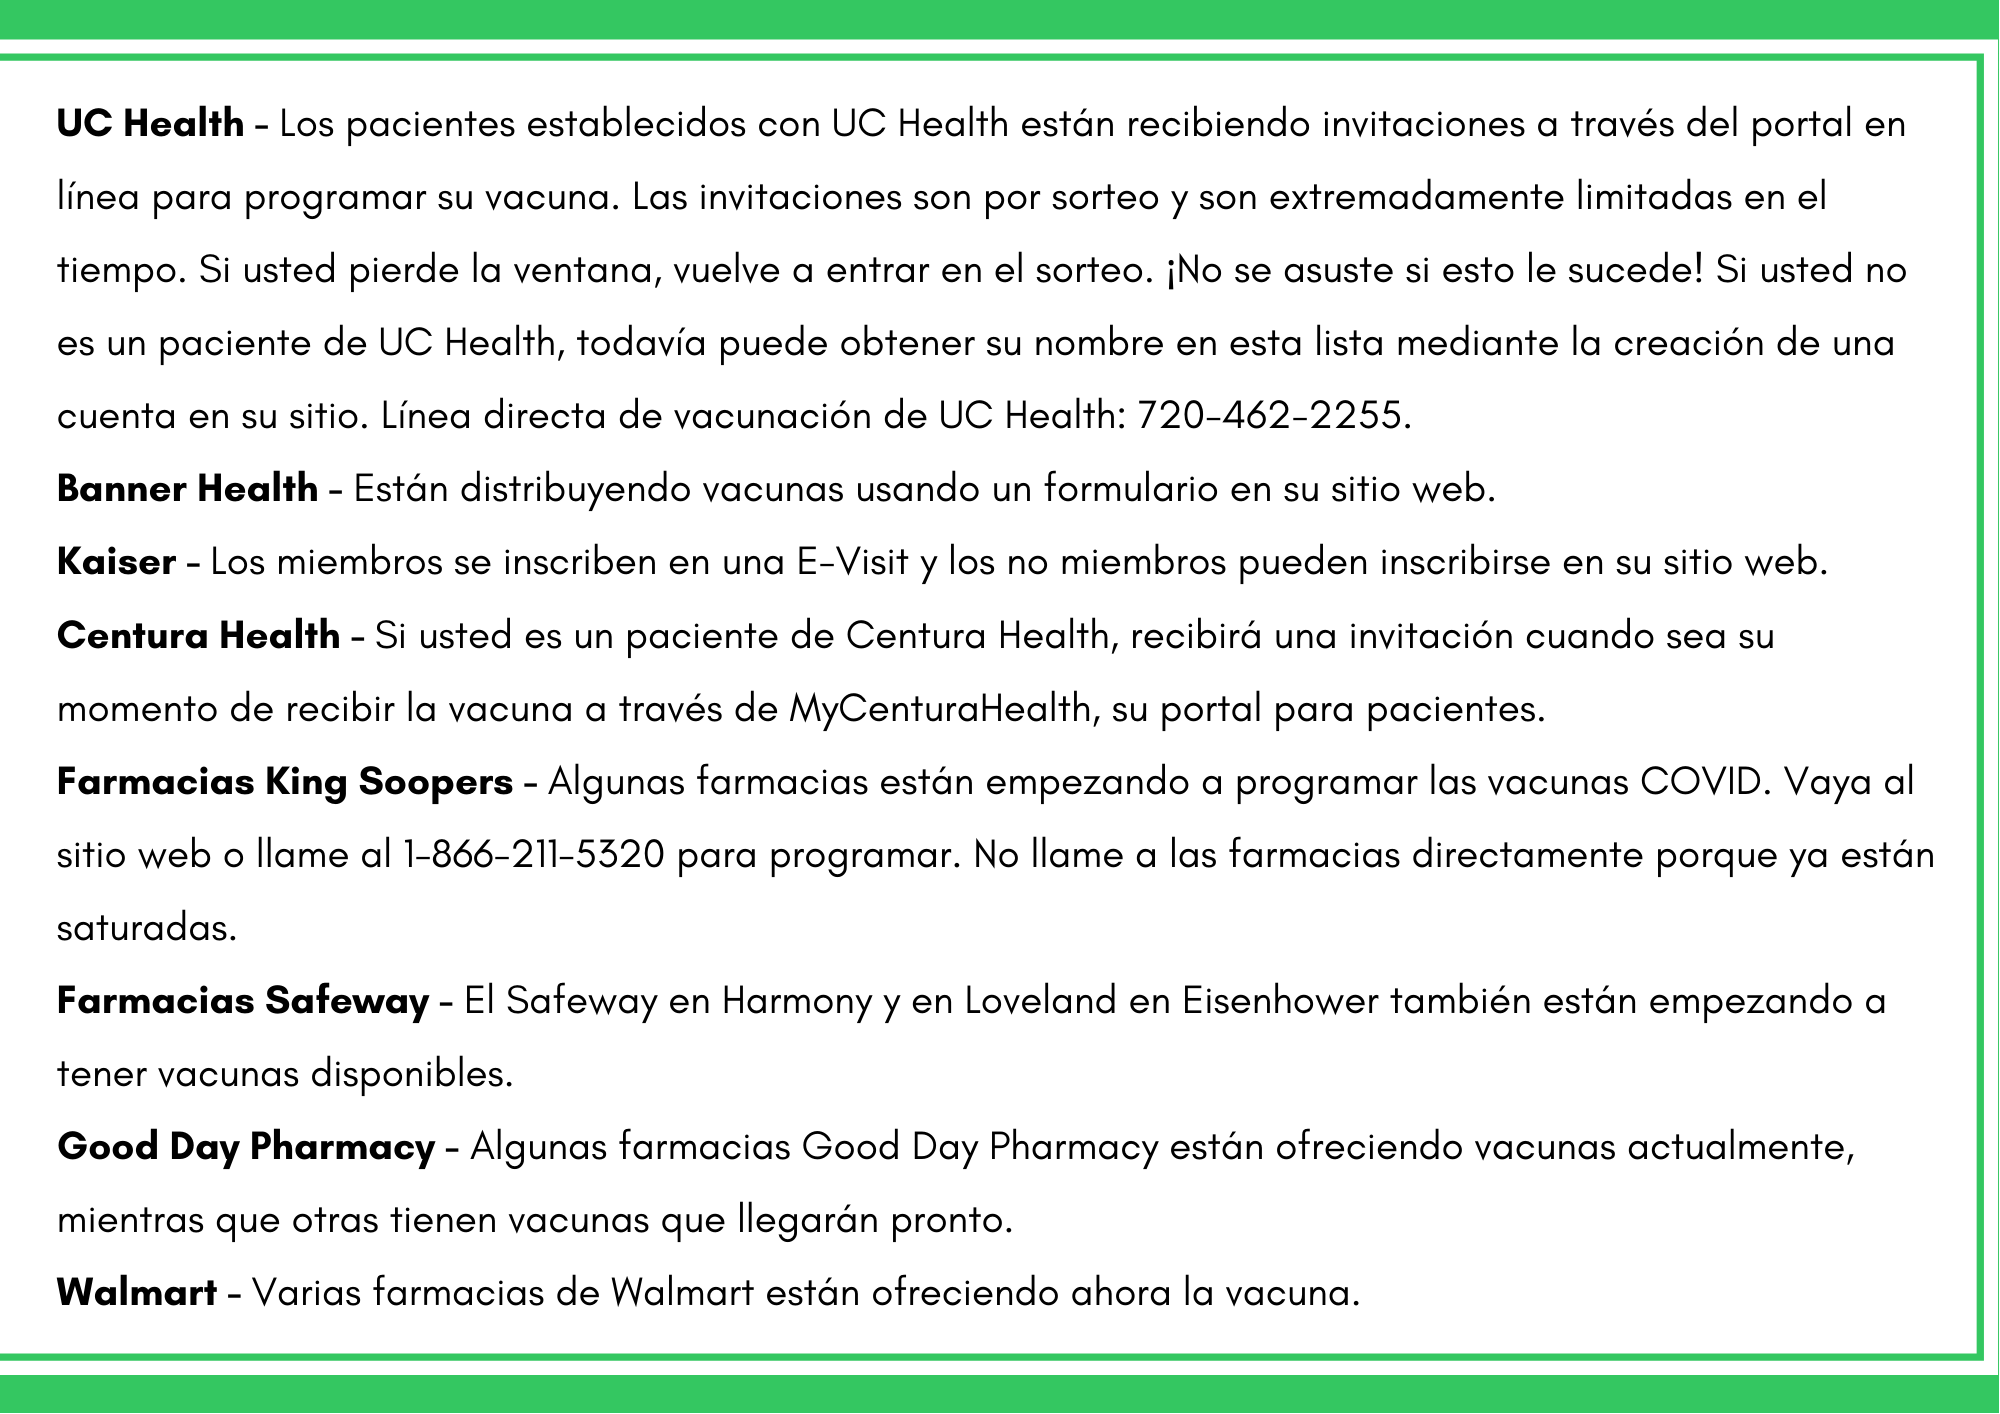 UC Health - Los pacientes establecidos con UC Health están recibiendo invitaciones a través del portal en
línea para programar su vacuna. Las invitaciones son por sorteo y son extremadamente limitadas en el
tiempo. Si usted pierde la ventana, vuelve a entrar en el sorteo. ¡No se asuste si esto le sucede! Si usted no
es un paciente de UC Health, todavía puede obtener su nombre en esta lista mediante la creación de una
cuenta en su sitio. Línea directa de vacunación de UC Health: 720-462-2255.
Banner Health - Están distribuyendo vacunas usando un formulario en su sitio web.
Kaiser - Los miembros se inscriben en una E-Visit y los no miembros pueden inscribirse en su sitio web.
Centura Health - Si usted es un paciente de Centura Health, recibirá una invitación cuando sea su
momento de recibir la vacuna a través de MyCenturaHealth, su portal para pacientes.
Farmacias King Soopers - Algunas farmacias están empezando a programar las vacunas COVID. Vaya al
sitio web o llame al 1-866-211-5320 para programar. No llame a las farmacias directamente porque ya están
saturadas.
Farmacias Safeway - El Safeway en Harmony y en Loveland en Eisenhower también están empezando a
tener vacunas disponibles.
Good Day Pharmacy - Algunas farmacias Good Day Pharmacy están ofreciendo vacunas actualmente,
mientras que otras tienen vacunas que llegarán pronto.
Walmart - Varias farmacias de Walmart están ofreciendo ahora la vacuna.